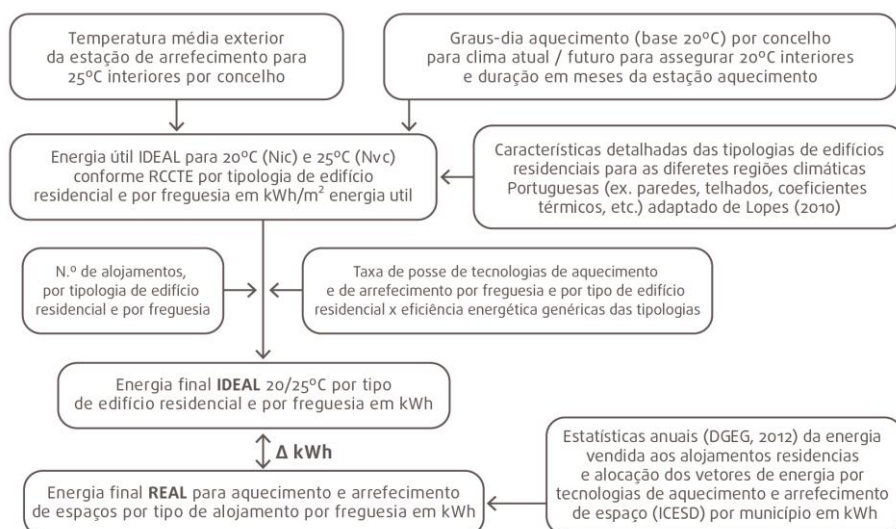 Temperatura média exterior
da estação de arrefecimento para
25ºC interiores por concelho
Graus-dia aquecimento (base 20ºC) por concelho
para clima atual / futuro para assegurar 20ºC interiores
e duração em meses da estação aquecimento
Energia útil IDEAL para 20ºC (Nic) e 25ºC (Nvc)
conforme RCCTE por tipologia de edifício
residencial e por freguesia em kWh/m² energia util
Características detalhadas das tipologias de edifícios
residenciais para as diferetes regiões climáticas
Portuguesas (ex. paredes, telhados, coeficientes
térmicos, etc.) adaptado de Lopes (2010)
N.º de alojamentos,
por tipologia de edifício
residencial e por freguesia
Taxa de posse de tecnologias de aquecimento
e de arrefecimento por freguesia e por tipo de edifício
residencial x eficiência energética genéricas das tipologias
Energia final IDEAL 20/25ºC por tipo
de edifício residencial e por freguesia em kWh
Δ kWh
Energia final REAL para aquecimento e arrefecimento
de espaços por tipo de alojamento por freguesia em kWh
Estatísticas anuais (DGEG, 2012) da energia
vendida aos alojamentos residencias
e alocação dos vetores de energia por
tecnologias de aquecimento e arrefecimento
de espaço (ICESD) por município em kWh